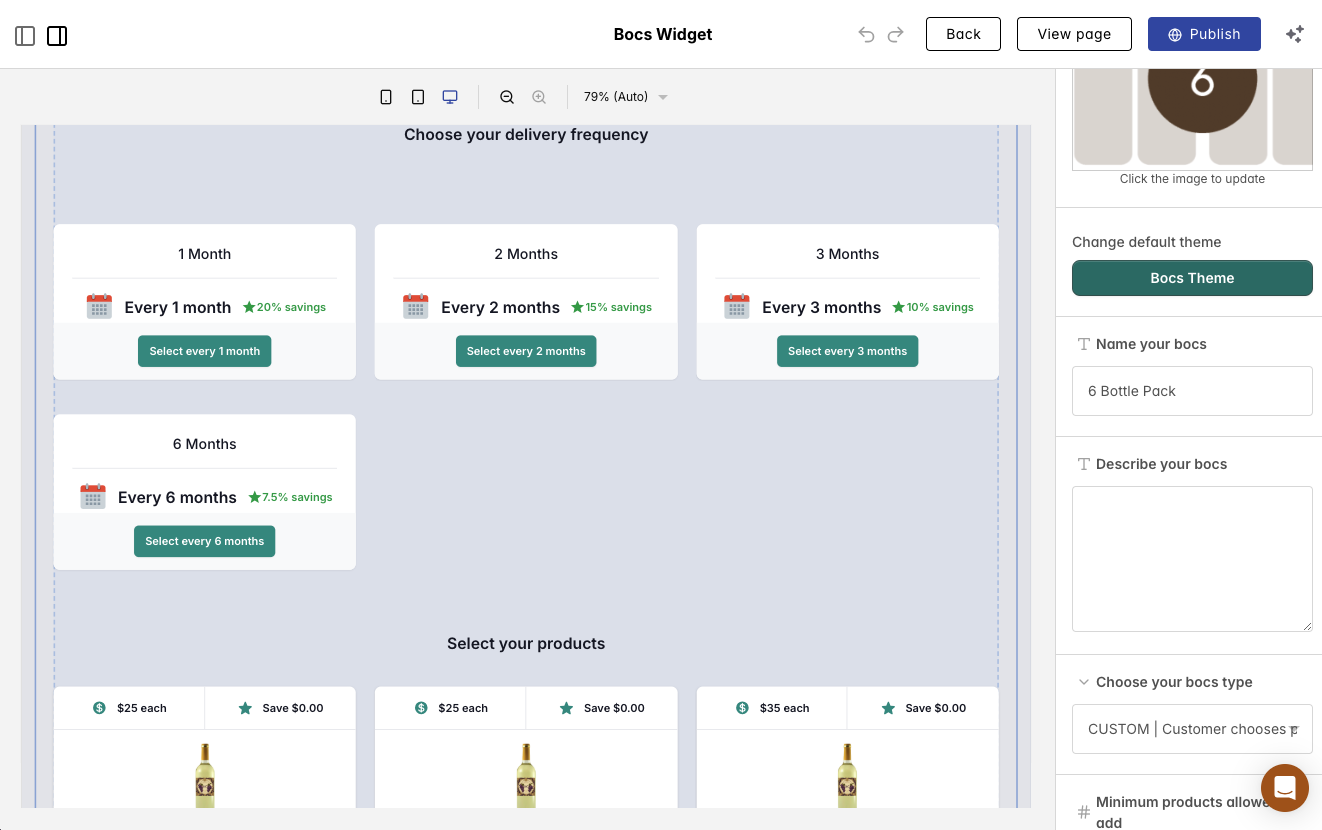 Bocs Widget
Back
View page
Publish
79% (Auto)
Choose your delivery frequency
1 Month
Every 1 month
20% savings
Select every 1 month
2 Months
Every 2 months
15% savings
Select every 2 months
3 Months
Every 3 months
10% savings
Select every 3 months
6 Months
Every 6 months
7.5% savings
Select every 6 months
Select your products
$25 each
Save $0.00
$25 each
Save $0.00
$35 each
Save $0.00
6
Click the image to update
Change default theme
Bocs Theme
Name your bocs
6 Bottle Pack
Describe your bocs
Choose your bocs type
CUSTOM | Customer chooses
Minimum products
add